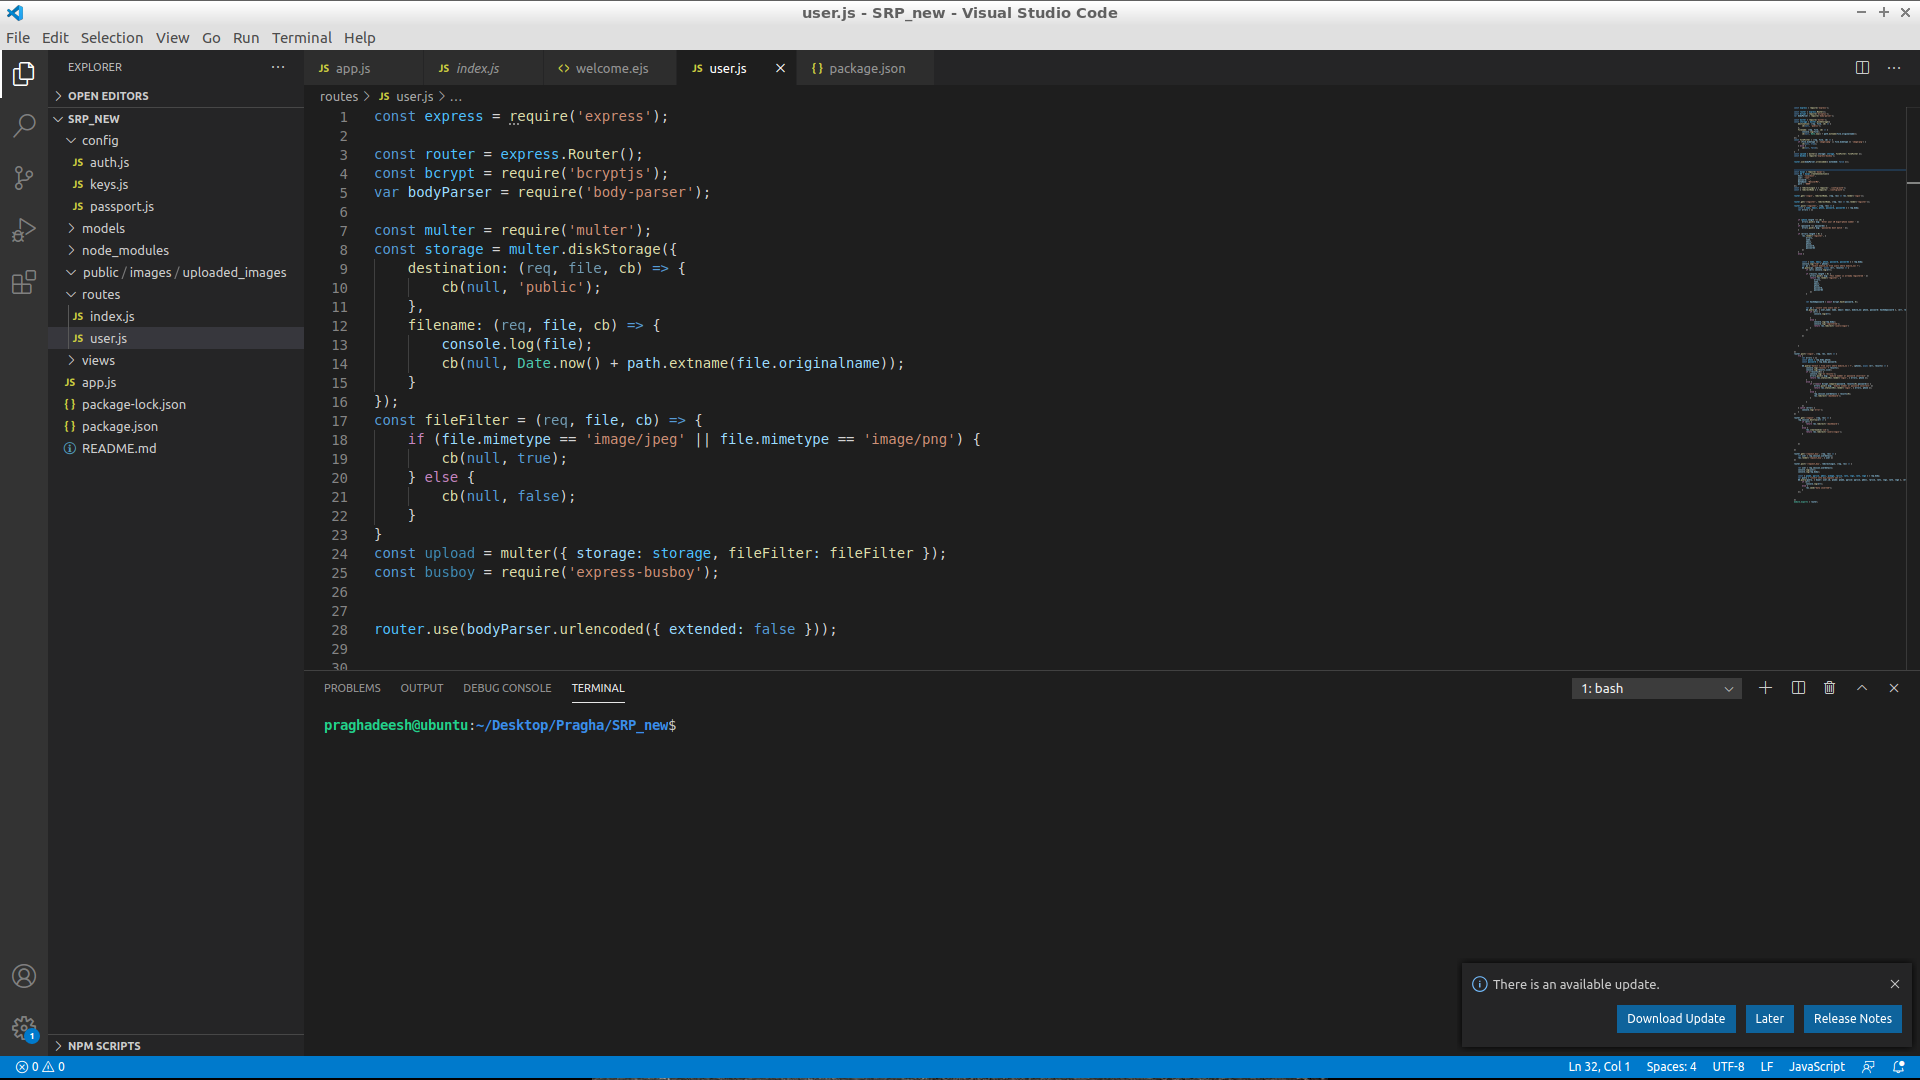 user.js - SRP_new - Visual Studio Code
File Edit Selection View Go Run Terminal Help
EXPLORER
OPEN EDITORS
SRP_NEW
config
JS auth.js
JS keys.js
JS passport.js
models
node_modules
public / images / uploaded_images
routes
JS index.js
JS user.js
views
JS app.js
{} package-lock.json
{} package.json
README.md
NPM SCRIPTS
JS app.js JS index.js <> welcome.ejs JS user.js {} package.json
routes > JS user.js > ...
1 const express = require('express');
2
3 const router = express.Router();
4 const bcrypt = require('bcryptjs');
5 var bodyParser = require('body-parser');
6
7 const multer = require('multer');
8 const storage = multer.diskStorage({
9     destination: (req, file, cb) => {
10         cb(null, 'public');
11     },
12     filename: (req, file, cb) => {
13         console.log(file);
14         cb(null, Date.now() + path.extname(file.originalname));
15     }
16 });
17 const fileFilter = (req, file, cb) => {
18     if (file.mimetype == 'image/jpeg' || file.mimetype == 'image/png') {
19         cb(null, true);
20     } else {
21         cb(null, false);
22     }
23 }
24 const upload = multer({ storage: storage, fileFilter: fileFilter });
25 const busboy = require('express-busboy');
26
27
28 router.use(bodyParser.urlencoded({ extended: false }));
29
30
PROBLEMS OUTPUT DEBUG CONSOLE TERMINAL 1: bash
praghadeesh@ubuntu:~/Desktop/Pragha/SRP_new$
There is an available update.
Download Update Later Release Notes
1
0 0 Ln 32, Col 1 Spaces: 4 UTF-8 LF JavaScript